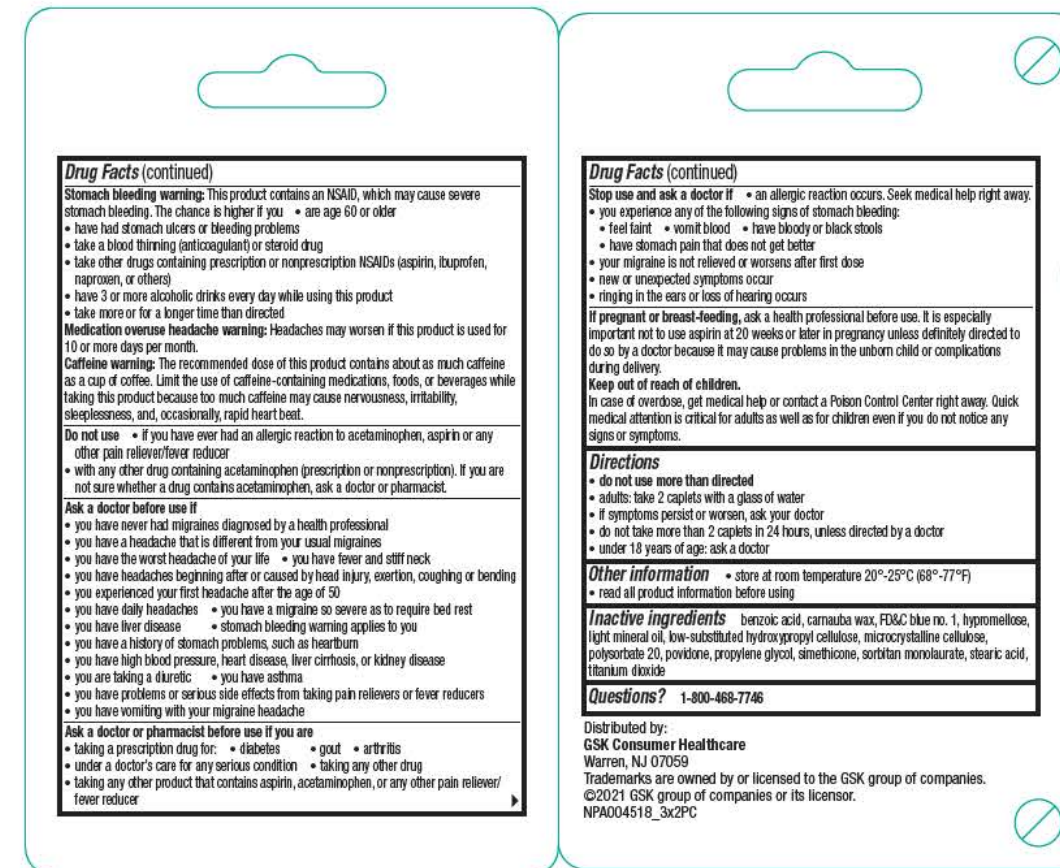 Drug Facts (continued)
Stomach bleeding warning: This product contains an NSAID, which may cause severe
stomach bleeding. The chance is higher if you • are age 60 or older
• have had stomach ulcers or bleeding problems
• take a blood thinning (anticoagulant) or steroid drug
• take other drugs containing prescription or nonprescription NSAIDs (aspirin, ibuprofen,
naproxen, or others)
• have 3 or more alcoholic drinks every day while using this product
• take more or for a longer time than directed
Medication overuse headache warning: Headaches may worsen if this product is used for
10 or more days per month.
Caffeine warning: The recommended dose of this product contains about as much caffeine
as a cup of coffee. Limit the use of caffeine-containing medications, foods, or beverages while
taking this product because too much caffeine may cause nervousness, irritability,
sleeplessness, and, occasionally, rapid heart beat.
Do not use • if you have ever had an allergic reaction to acetaminophen, aspirin or any
other pain reliever/fever reducer
• with any other drug containing acetaminophen (prescription or nonprescription). If you are
not sure whether a drug contains acetaminophen, ask a doctor or pharmacist.
Ask a doctor before use if
• you have never had migraines diagnosed by a health professional
• you have a headache that is different from your usual migraines
• you have the worst headache of your life • you have fever and stiff neck
• you have headaches beginning after or caused by head injury, exertion, coughing or bending
• you experienced your first headache after the age of 50
• you have daily headaches • you have a migraine so severe as to require bed rest
• you have liver disease • stomach bleeding warning applies to you
• you have a history of stomach problems, such as heartburn
• you have high blood pressure, heart disease, liver cirrhosis, or kidney disease
• you are taking a diuretic • you have asthma
• you have problems or serious side effects from taking pain relievers or fever reducers
• you have vomiting with your migraine headache
Ask a doctor or pharmacist before use if you are
• taking a prescription drug for: • diabetes • gout • arthritis
• under a doctor's care for any serious condition • taking any other drug
• taking any other product that contains aspirin, acetaminophen, or any other pain reliever/
fever reducer
Drug Facts (continued)
Stop use and ask a doctor if • an allergic reaction occurs. Seek medical help right away.
• you experience any of the following signs of stomach bleeding:
• feel faint • vomit blood • have bloody or black stools
• have stomach pain that does not get better
• your migraine is not relieved or worsens after first dose
• new or unexpected symptoms occur
• ringing in the ears or loss of hearing occurs
If pregnant or breast-feeding, ask a health professional before use. It is especially
important not to use aspirin at 20 weeks or later in pregnancy unless definitely directed to
do so by a doctor because it may cause problems in the unborn child or complications
during delivery.
Keep out of reach of children.
In case of overdose, get medical help or contact a Poison Control Center right away. Quick
medical attention is critical for adults as well as for children even if you do not notice any
signs or symptoms.
Directions
• do not use more than directed
• adults: take 2 caplets with a glass of water
• if symptoms persist or worsen, ask your doctor
• do not take more than 2 caplets in 24 hours, unless directed by a doctor
• under 18 years of age: ask a doctor
Other information • store at room temperature 20°-25°C (68°-77°F)
• read all product information before using
Inactive ingredients benzoic acid, carnauba wax, FD&C blue no. 1, hypromellose,
light mineral oil, low-substituted hydroxypropyl cellulose, microcrystalline cellulose,
polysorbate 20, povidone, propylene glycol, simethicone, sorbitan monolaurate, stearic acid,
titanium dioxide
Questions? 1-800-468-7746
Distributed by:
GSK Consumer Healthcare
Warren, NJ 07059
Trademarks are owned by or licensed to the GSK group of companies.
©2021 GSK group of companies or its licensor.
NPA004518_3x2PC